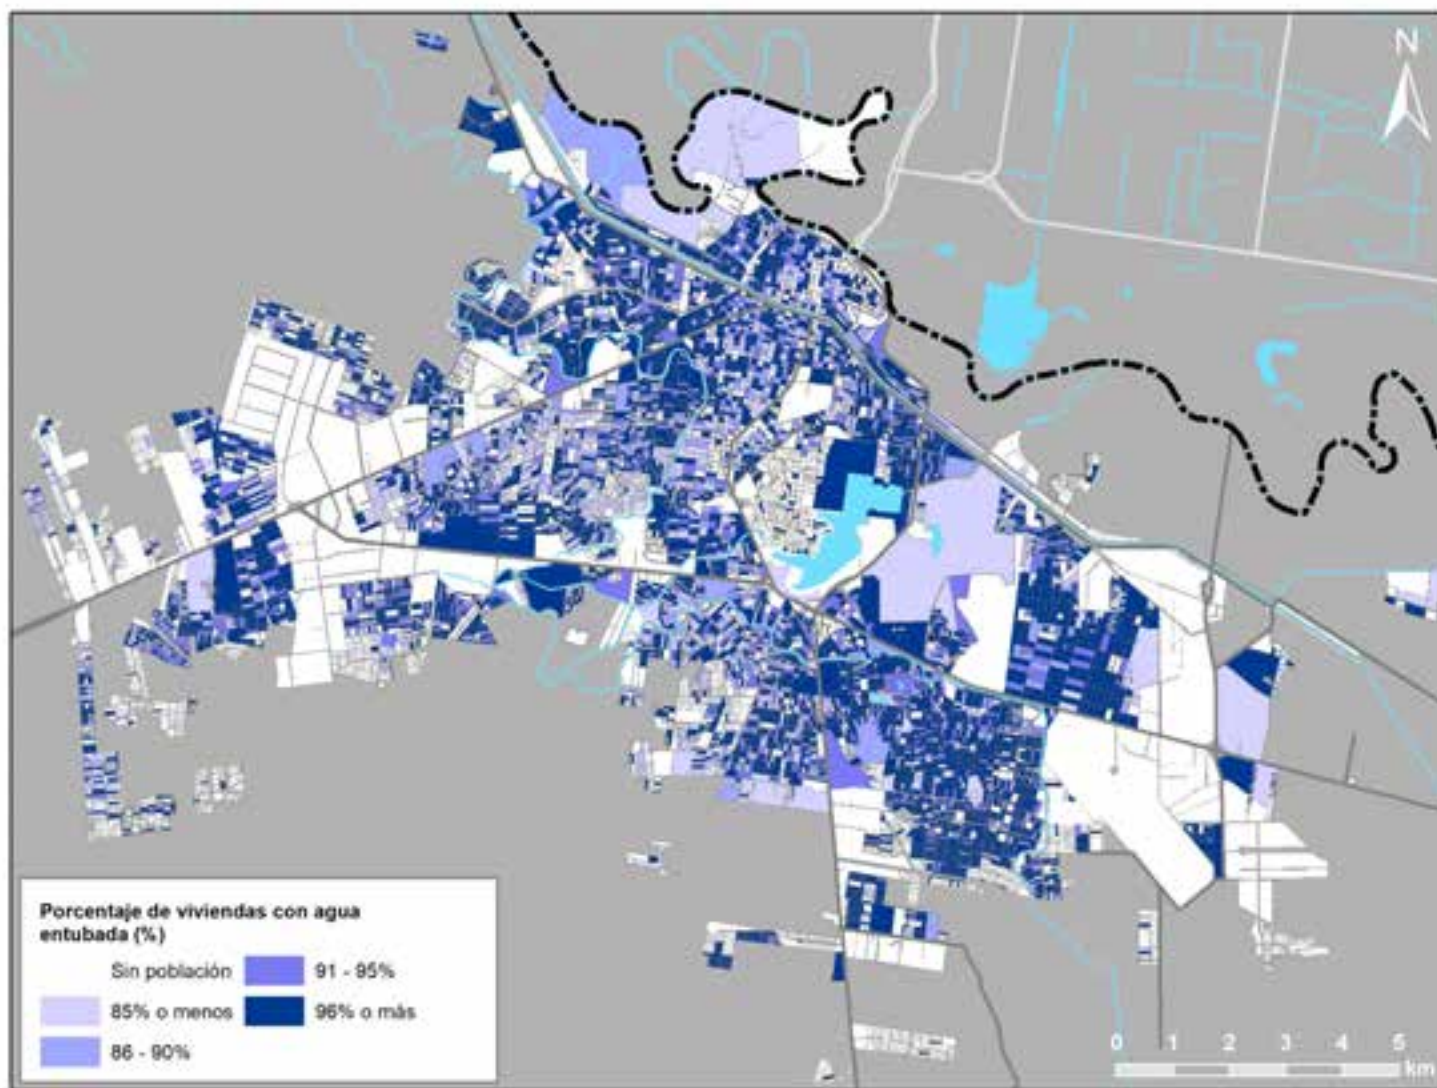 N
Porcentaje de viviendas con agua
entubada (%)
Sin población
91 - 95%
85% o menos
96% o más
86 - 90%
0 1 2 3 4 5
km